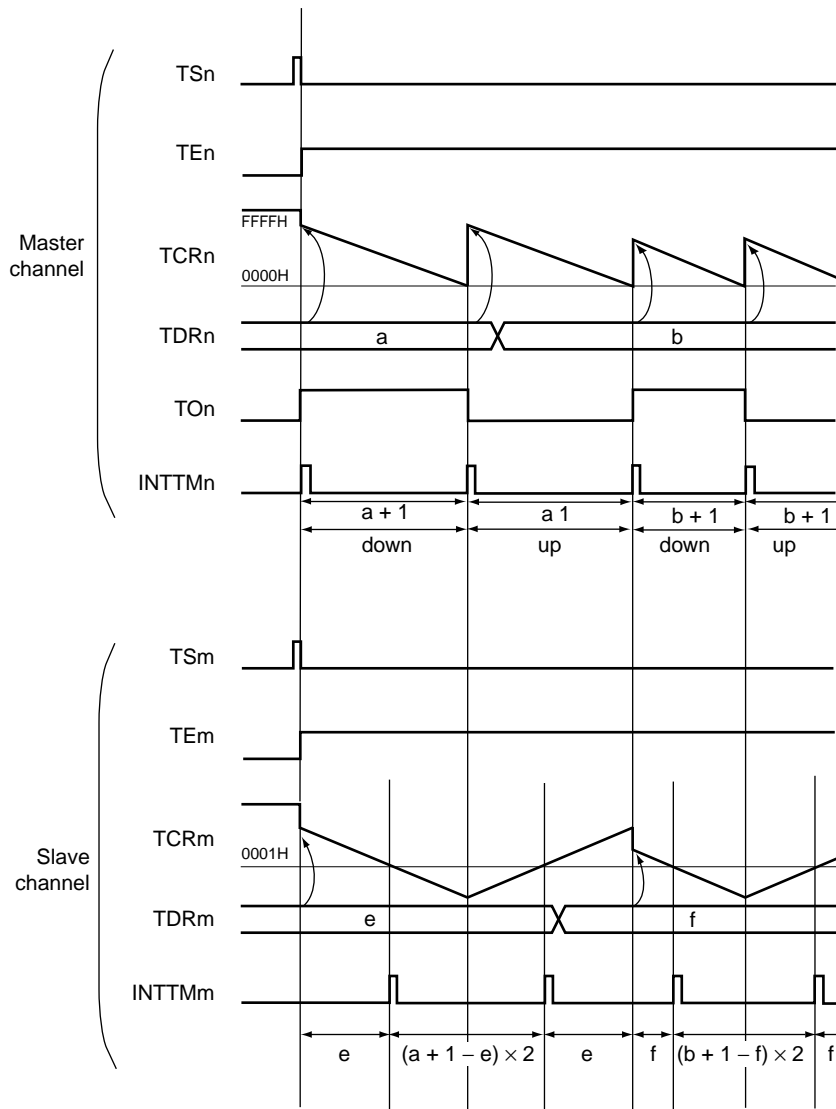 TSn
TEn
FFFFH
Master
channel
TCRn
0000H
TDRn
a
b
TOn
INTTMn
a + 1
a 1
b + 1
b + 1
down
up
down
up
TSm
TEm
TCRm
0001H
Slave
channel
TDRm
e
f
INTTMm
e
(a + 1 − e) × 2
e
f
(b + 1 − f) × 2
f